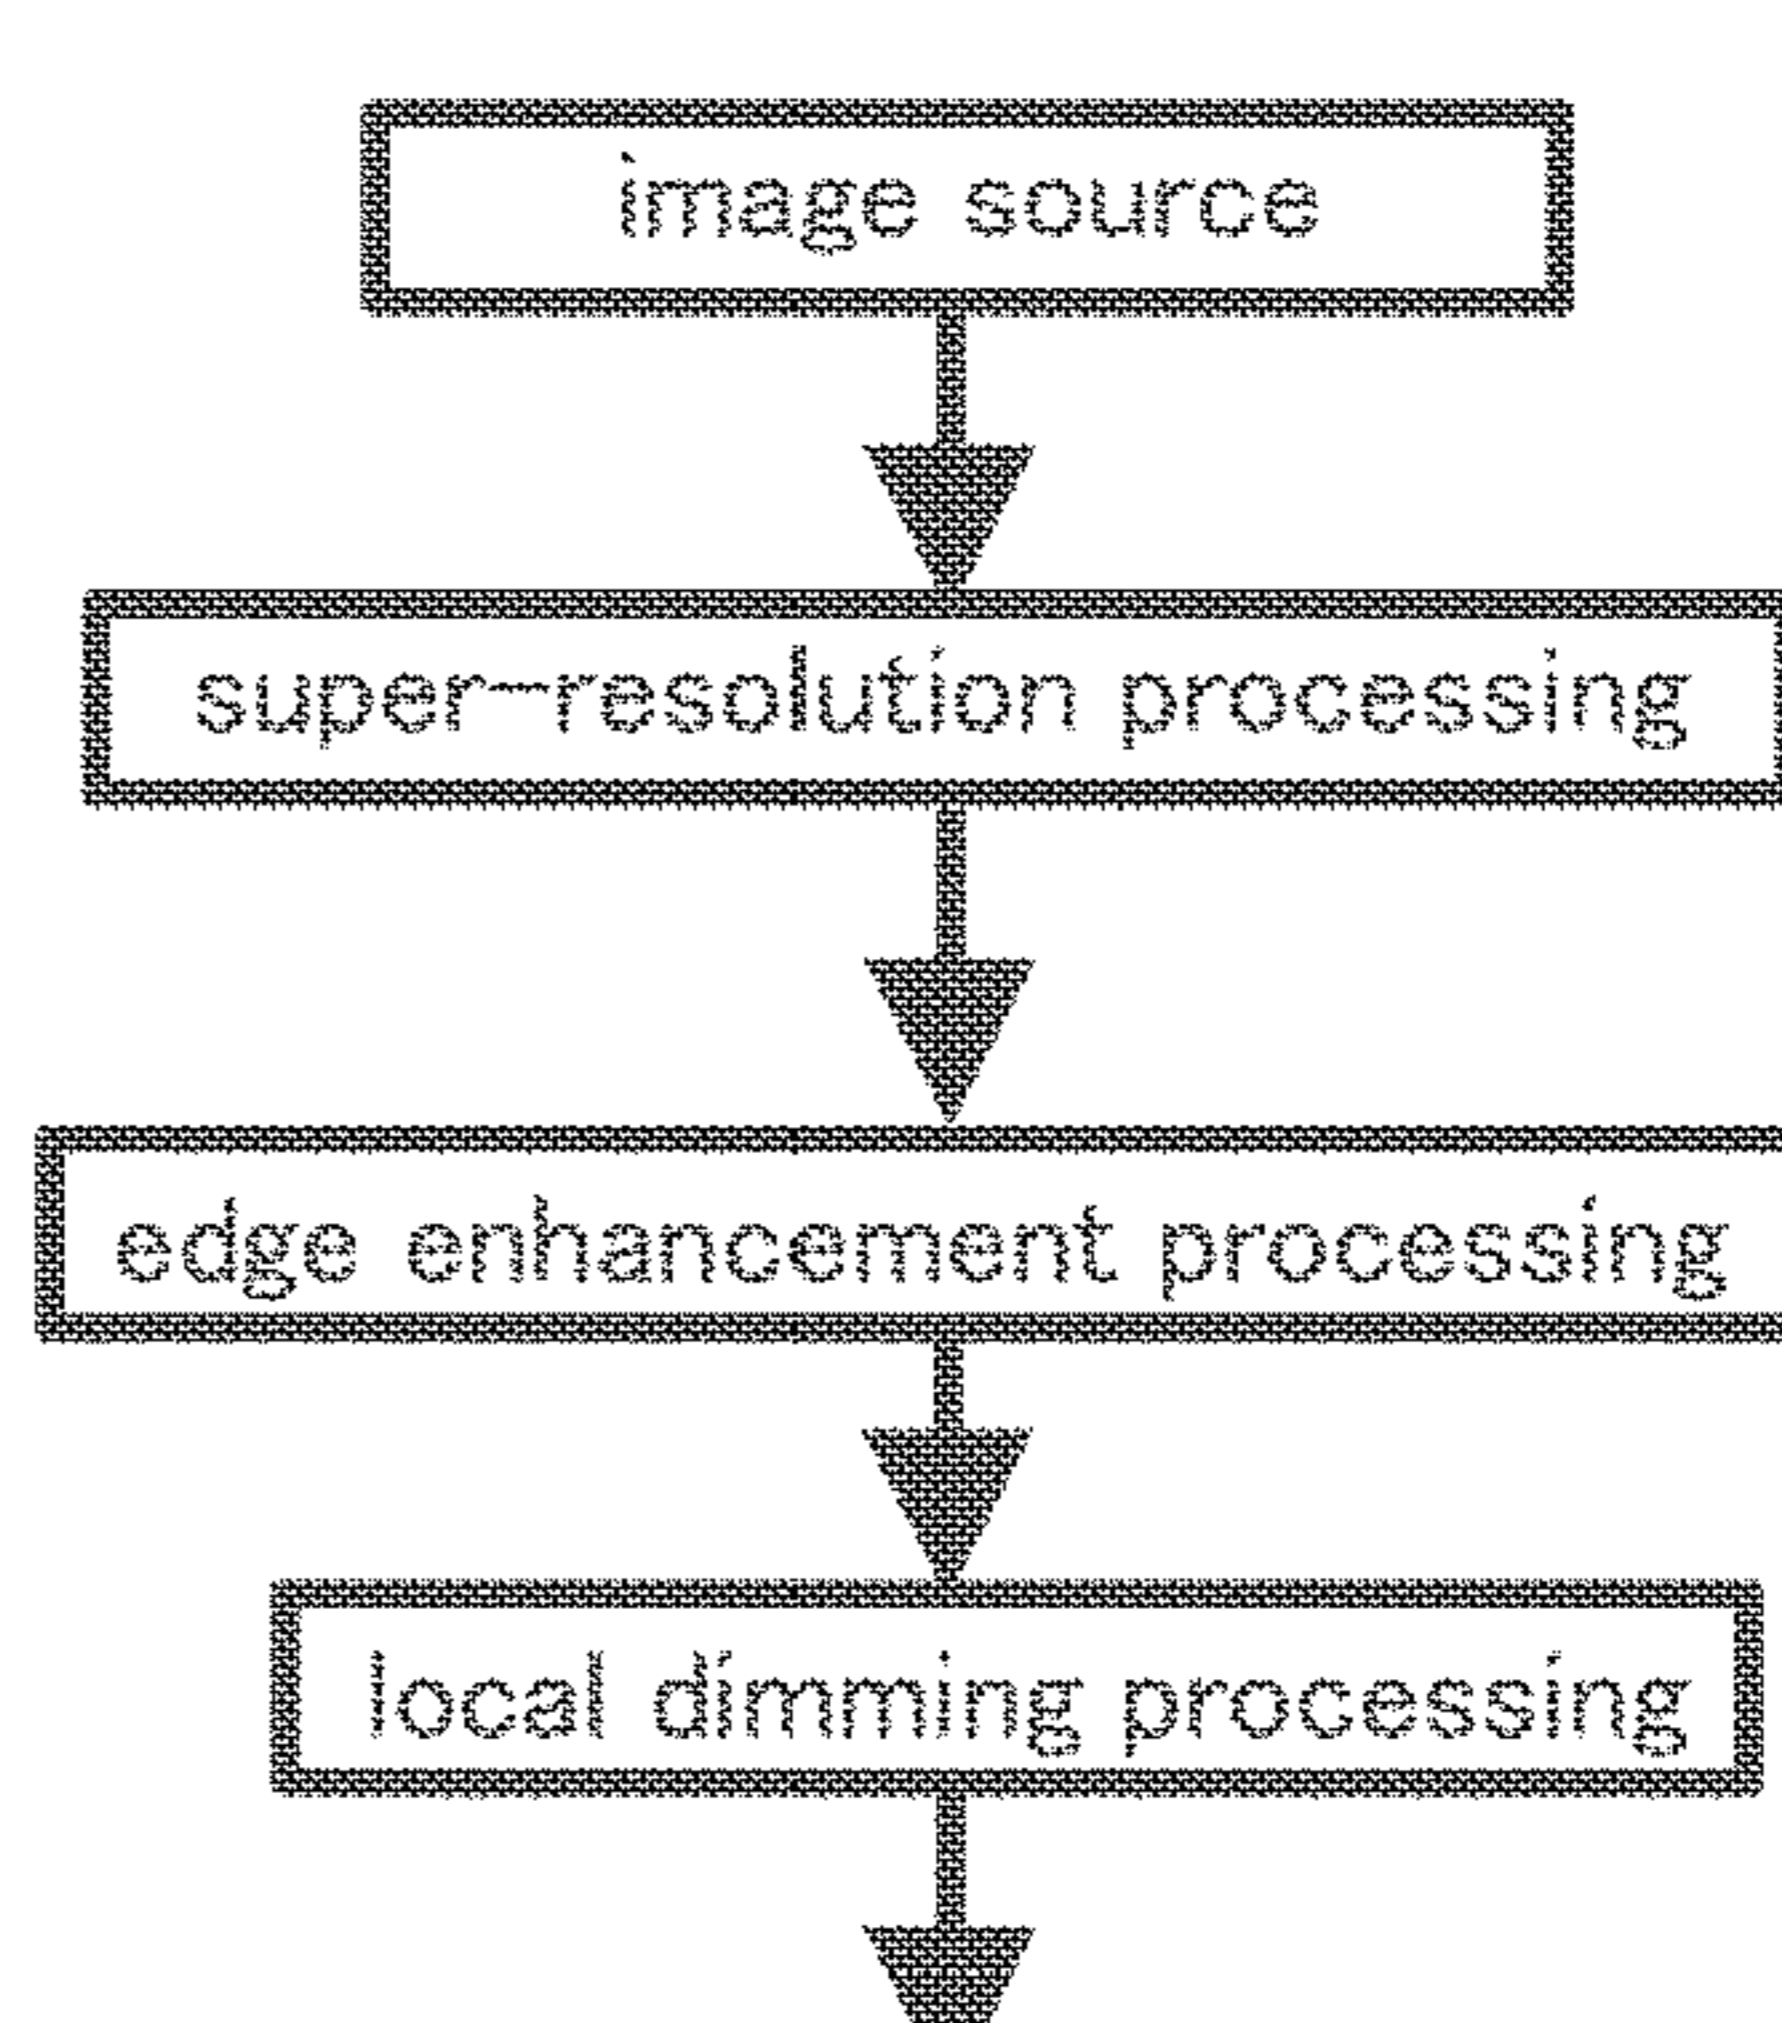 image source
super-resolution processing
edge enhancement processing
local dimming processing